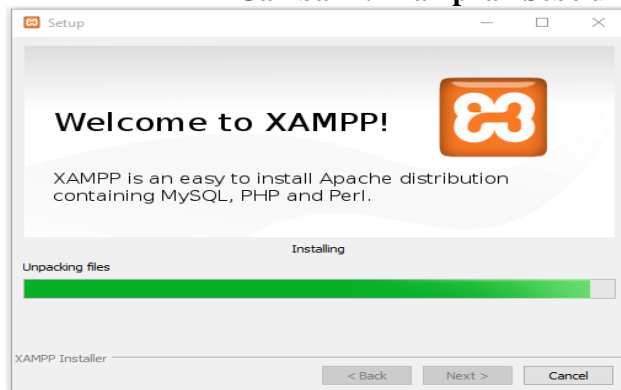 Setup
Welcome to XAMPP!
XAMPP is an easy to install Apache distribution
containing MySQL, PHP and Perl.
Installing
Unpacking files
XAMPP Installer
< Back
Next >
Cancel